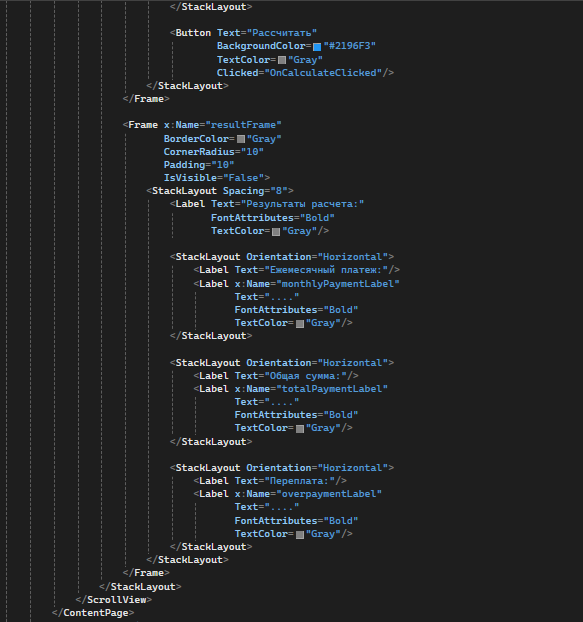 </StackLayout>
<Button Text="Рассчитать"
BackgroundColor="#2196F3"
TextColor="Gray"
Clicked="OnCalculateClicked"/>
</StackLayout>
</Frame>
<Frame x:Name="resultFrame"
BorderColor="Gray"
CornerRadius="10"
Padding="10"
IsVisible="False">
<StackLayout Spacing="8">
<Label Text="Результаты расчета:"
FontAttributes="Bold"
TextColor="Gray"/>
<StackLayout Orientation="Horizontal">
<Label Text="Ежемесячный платеж:"/>
<Label x:Name="monthlyPaymentLabel"
Text="...."
FontAttributes="Bold"
TextColor="Gray"/>
</StackLayout>
<StackLayout Orientation="Horizontal">
<Label Text="Общая сумма:"/>
<Label x:Name="totalPaymentLabel"
Text="...."
FontAttributes="Bold"
TextColor="Gray"/>
</StackLayout>
<StackLayout Orientation="Horizontal">
<Label Text="Переплата:"/>
<Label x:Name="overpaymentLabel"
Text="...."
FontAttributes="Bold"
TextColor="Gray"/>
</StackLayout>
</StackLayout>
</Frame>
</StackLayout>
</ScrollView>
</ContentPage>